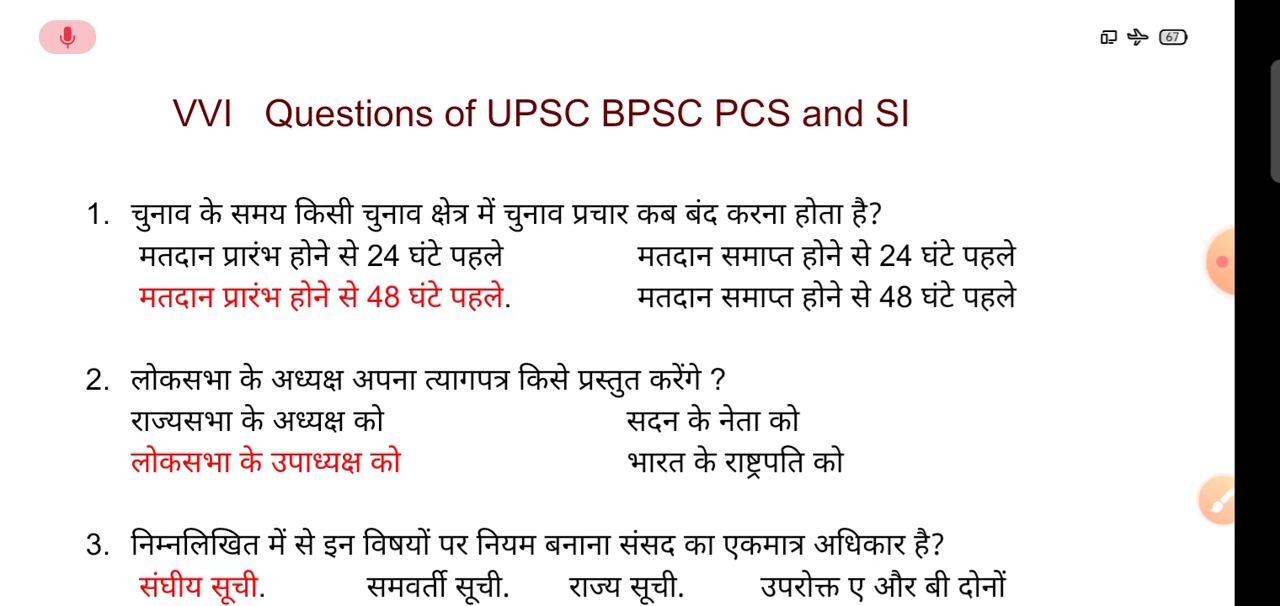 67
VVI Questions of UPSC BPSC PCS and SI
1. चुनाव के समय किसी चुनाव क्षेत्र में चुनाव प्रचार कब बंद करना होता है?
मतदान प्रारंभ होने से 24 घंटे पहले मतदान समाप्त होने से 24 घंटे पहले
मतदान प्रारंभ होने से 48 घंटे पहले. मतदान समाप्त होने से 48 घंटे पहले
2. लोकसभा के अध्यक्ष अपना त्यागपत्र किसे प्रस्तुत करेंगे ?
राज्यसभा के अध्यक्ष को सदन के नेता को
लोकसभा के उपाध्यक्ष को भारत के राष्ट्रपति को
3. निम्नलिखित में से इन विषयों पर नियम बनाना संसद का एकमात्र अधिकार है?
संघीय सूची. समवर्ती सूची. राज्य सूची. उपरोक्त ए और बी दोनों